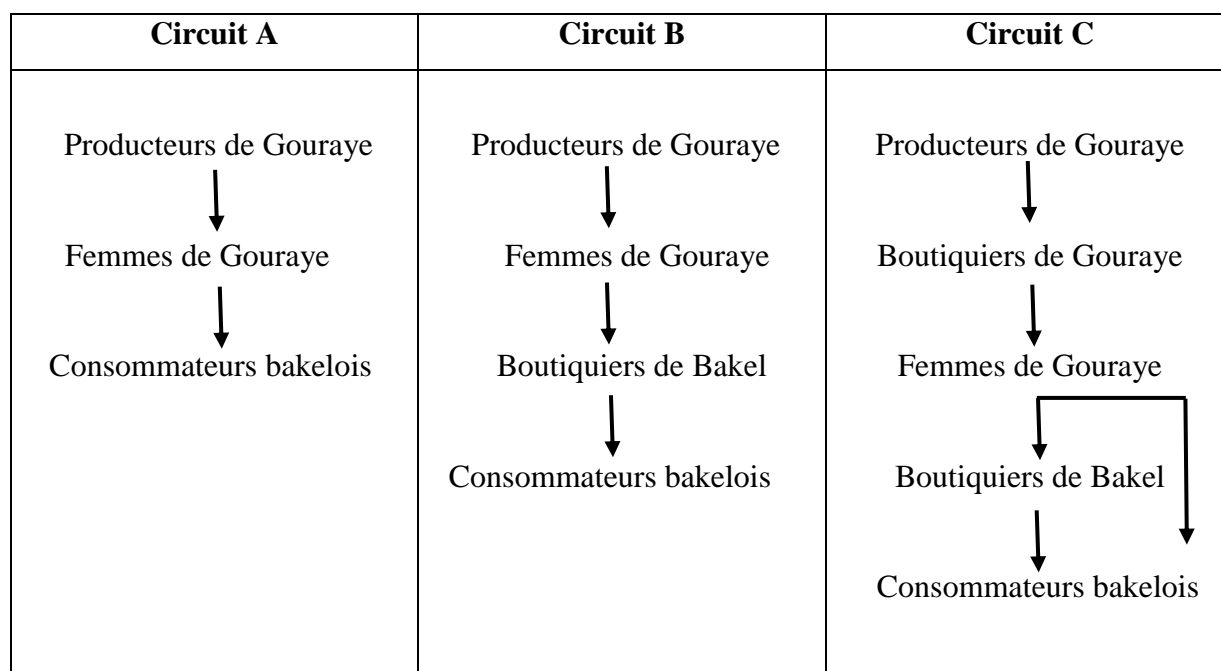 Circuit A
Circuit B
Circuit C
Producteurs de Gouraye
Femmes de Gouraye
Consommateurs bakelois
Producteurs de Gouraye
Femmes de Gouraye
Boutiquiers de Bakel
Consommateurs bakelois
Producteurs de Gouraye
Boutiquiers de Gouraye
Femmes de Gouraye
Boutiquiers de Bakel
Consommateurs bakelois